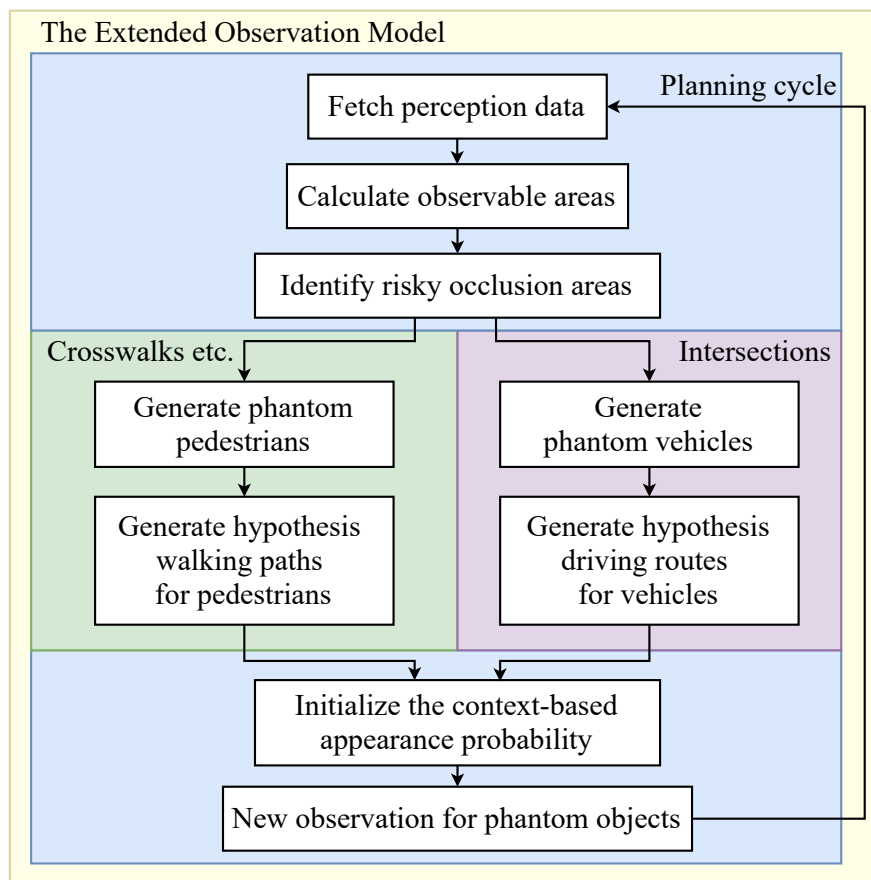 The Extended Observation Model
Planning cycle
Fetch perception data
Calculate observable areas
Identify risky occlusion areas
Crosswalks etc.
Generate phantom
pedestrians
Generate hypothesis
walking paths
for pedestrians
Intersections
Generate
phantom vehicles
Generate hypothesis
driving routes
for vehicles
Initialize the context-based
appearance probability
New observation for phantom objects